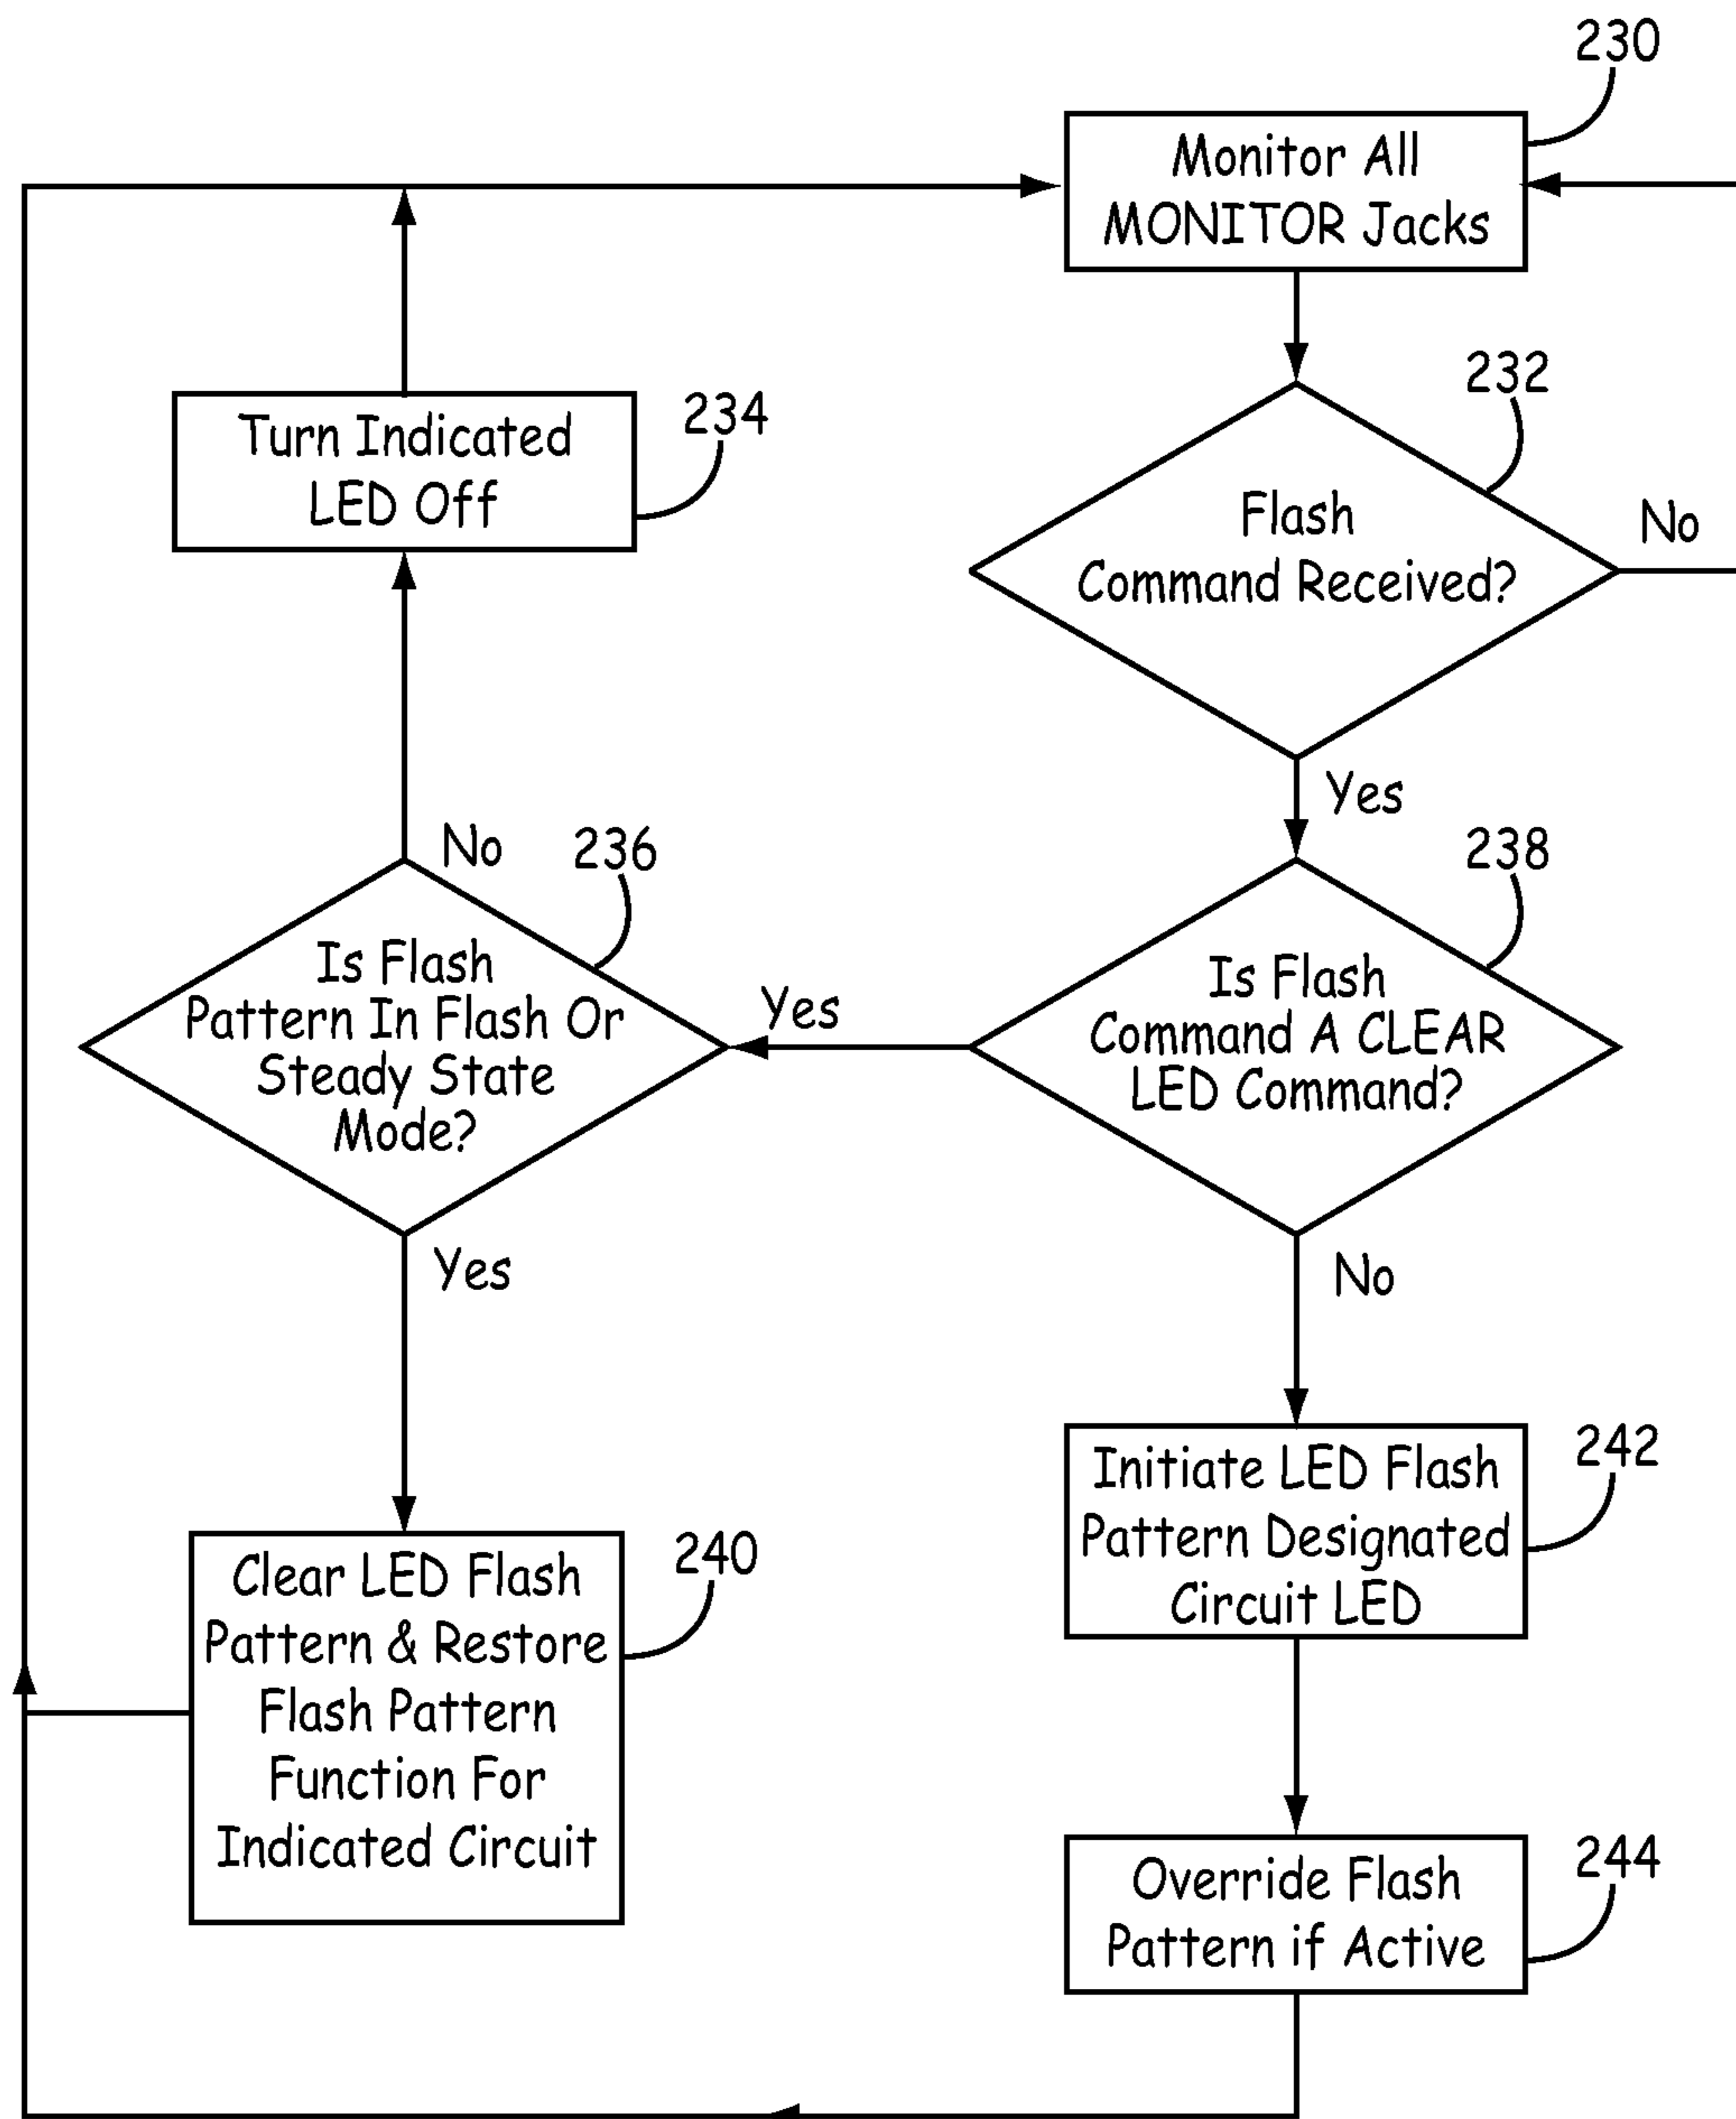 230
Monitor All
MONITOR Jacks
232
Flash
Command Received?
No
Yes
234
Turn Indicated
LED Off
No
236
Is Flash
Pattern In Flash Or
Steady State
Mode?
Yes
238
Is Flash
Command A CLEAR
LED Command?
Yes
No
240
Clear LED Flash
Pattern & Restore
Flash Pattern
Function For
Indicated Circuit
242
Initiate LED Flash
Pattern Designated
Circuit LED
244
Override Flash
Pattern if Active